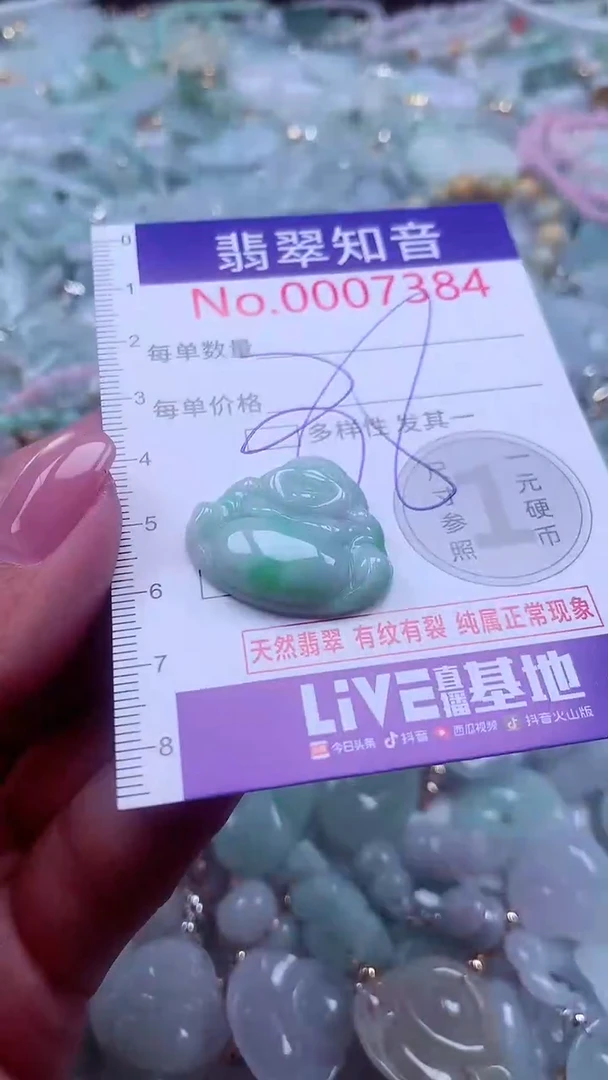 翡翠知音
No.0007384
每单数量
每单价格
多样性 发其一
一元硬币
尺寸参照
1
天然翡翠 有纹有裂 纯属正常现象
LiVE直播基地
今日头条 抖音 西瓜视频 抖音火山版
0
1
2
3
4
5
6
7
8